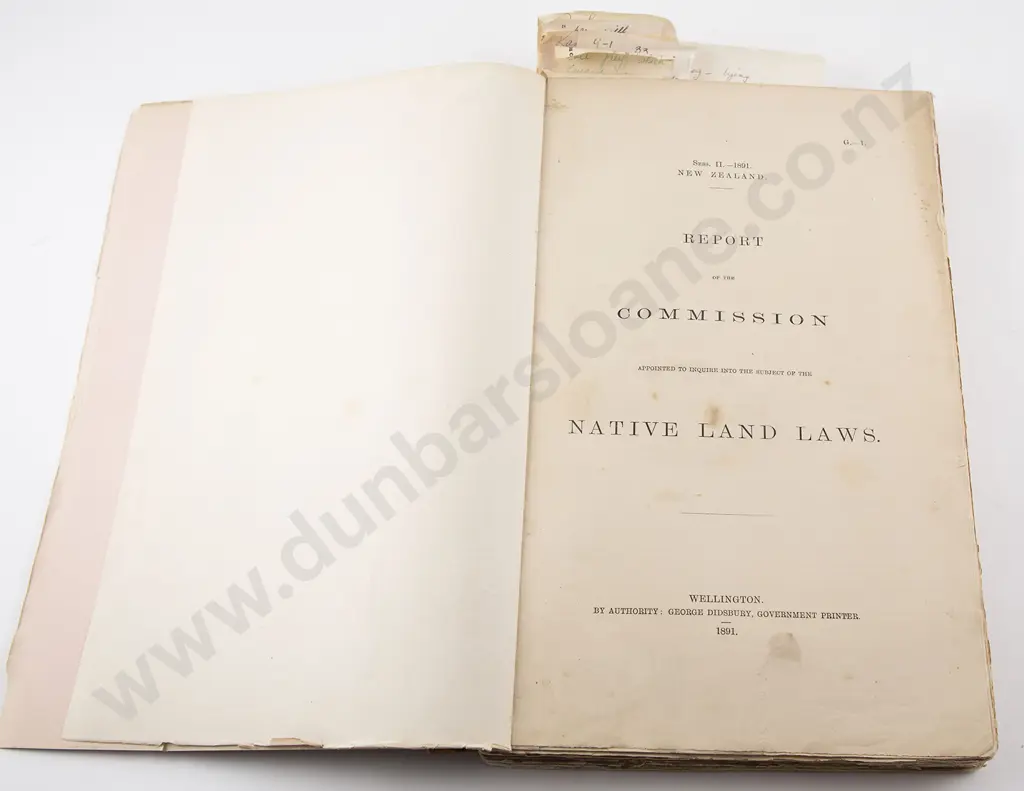 G.—1.
Sess. II.—1891.
NEW ZEALAND.
REPORT
OF THE
COMMISSION
APPOINTED TO INQUIRE INTO THE SUBJECT OF THE
NATIVE LAND LAWS.
WELLINGTON.
BY AUTHORITY: GEORGE DIDSBURY, GOVERNMENT PRINTER.
1891.
www.dunbarsloane.co.nz